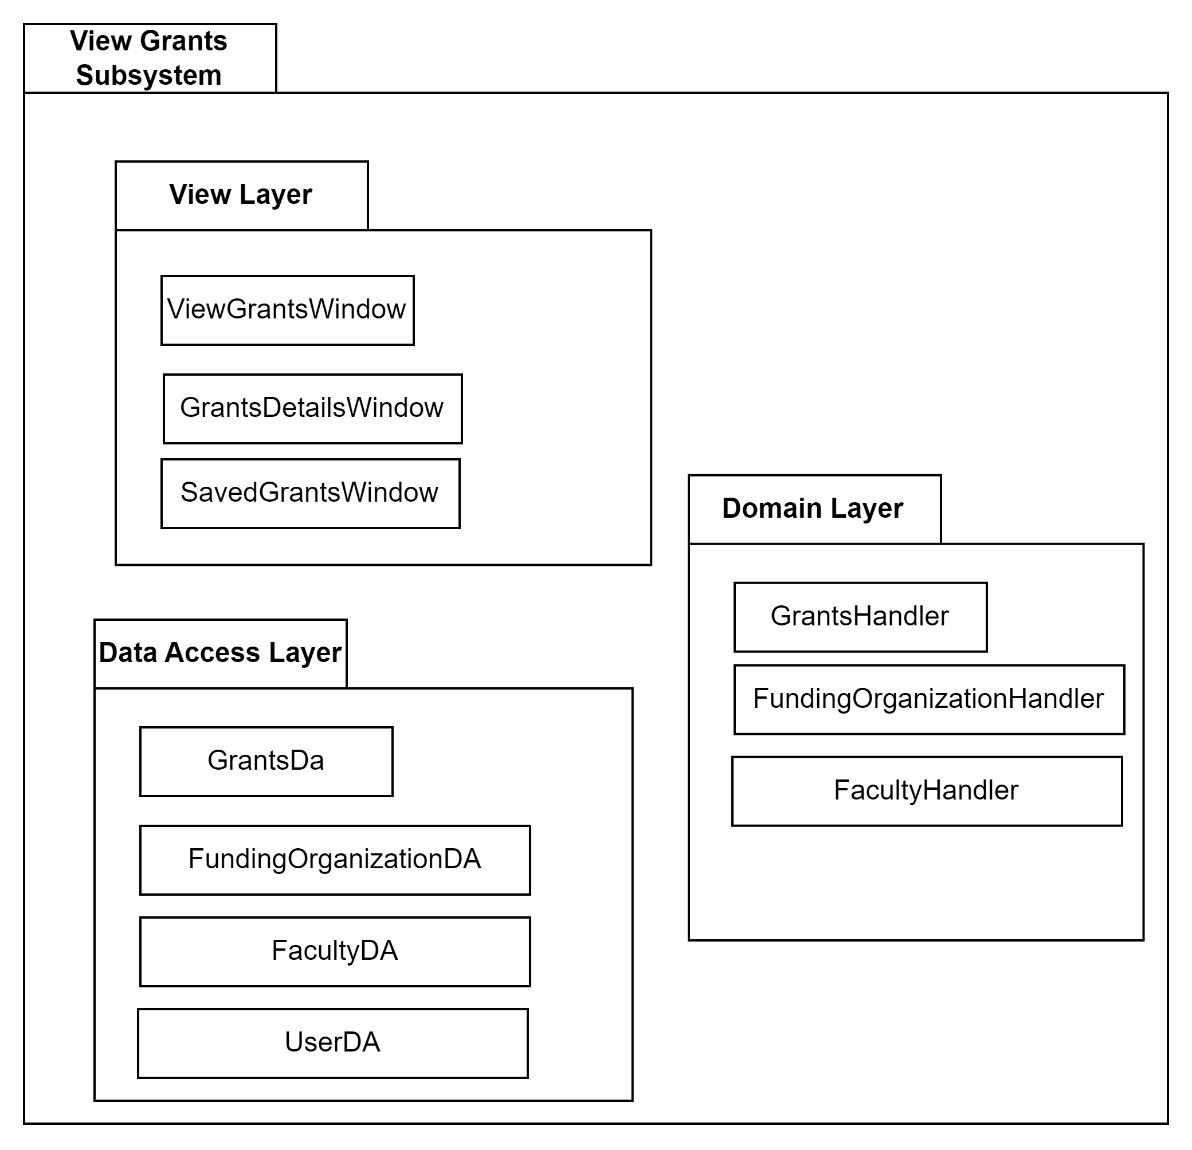 View Grants
Subsystem
View Layer
ViewGrantsWindow
GrantsDetailsWindow
SavedGrantsWindow
Domain Layer
GrantsHandler
FundingOrganizationHandler
FacultyHandler
Data Access Layer
GrantsDa
FundingOrganizationDA
FacultyDA
UserDA